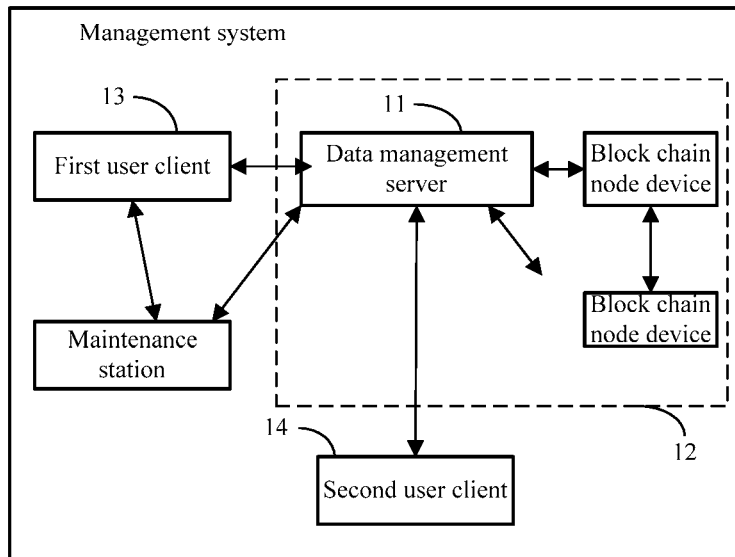 Management system
13
11
First user client
Data management
server
Block chain
node device
Maintenance
station
Block chain
node device
14
12
Second user client